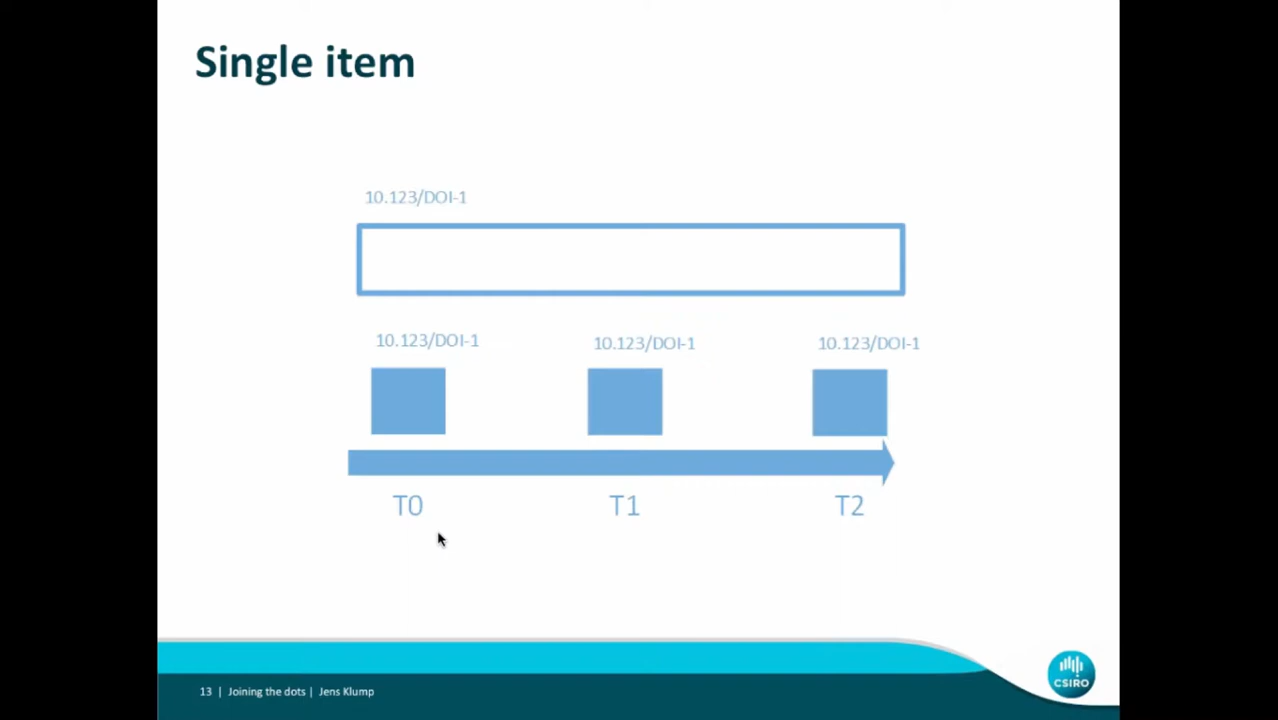 Single item
10.123/DOI-1
10.123/DOI-1 10.123/DOI-1 10.123/DOI-1
T0 T1 T2
13 | Joining the dots | Jens Klump
CSIRO